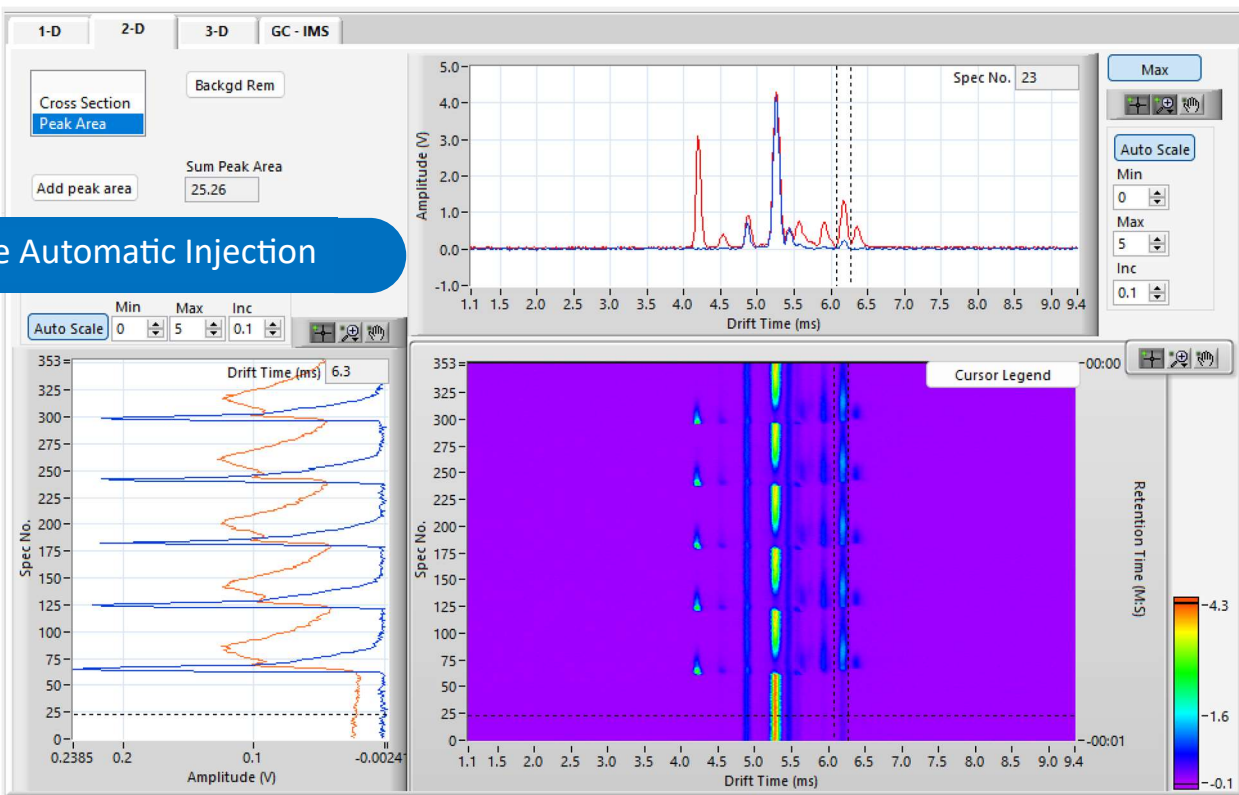 1-D 2-D 3-D GC - IMS
Cross Section
Peak Area
Backgd Rem
Add peak area
Sum Peak Area
25.26
e Automatic Injection
Min Max Inc
Auto Scale 0 5 0.1
Spec No. 23
5.0
4.0
3.0
2.0
1.0
0.0
-1.0
Amplitude (V)
1.1 1.5 2.0 2.5 3.0 3.5 4.0 4.5 5.0 5.5 6.0 6.5 7.0 7.5 8.0 8.5 9.0 9.4
Drift Time (ms)
Max
Auto Scale
Min
0
Max
5
Inc
0.1
Drift Time (ms) 6.3
353
325
300
275
250
225
200
175
150
125
100
75
50
25
0
Spec No.
0.2385 0.2 0.1 -0.00241
Amplitude (V)
Cursor Legend
353
325
300
275
250
225
200
175
150
125
100
75
50
25
0
Spec No.
1.1 1.5 2.0 2.5 3.0 3.5 4.0 4.5 5.0 5.5 6.0 6.5 7.0 7.5 8.0 8.5 9.0 9.4
Drift Time (ms)
-00:00
-00:01
Retention Time (M:S)
-4.3
-1.6
-0.1